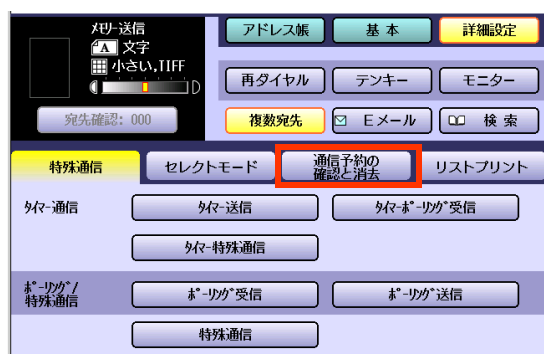 ﾒﾓﾘｰ送信
A 文字
小さい,TIFF
D
宛先確認: 000
アドレス帳
基 本
詳細設定
再ダイヤル
テンキー
モニター
複数宛先
Eメール
検 索
特殊通信
セレクトモード
通信予約の
確認と消去
リストプリント
ﾀｲﾏｰ通信
ﾀｲﾏｰ送信
ﾀｲﾏｰﾎﾟｰﾘﾝｸﾞ受信
ﾀｲﾏｰ特殊通信
ﾎﾟｰﾘﾝｸﾞ/
特殊通信
ﾎﾟｰﾘﾝｸﾞ受信
ﾎﾟｰﾘﾝｸﾞ送信
特殊通信